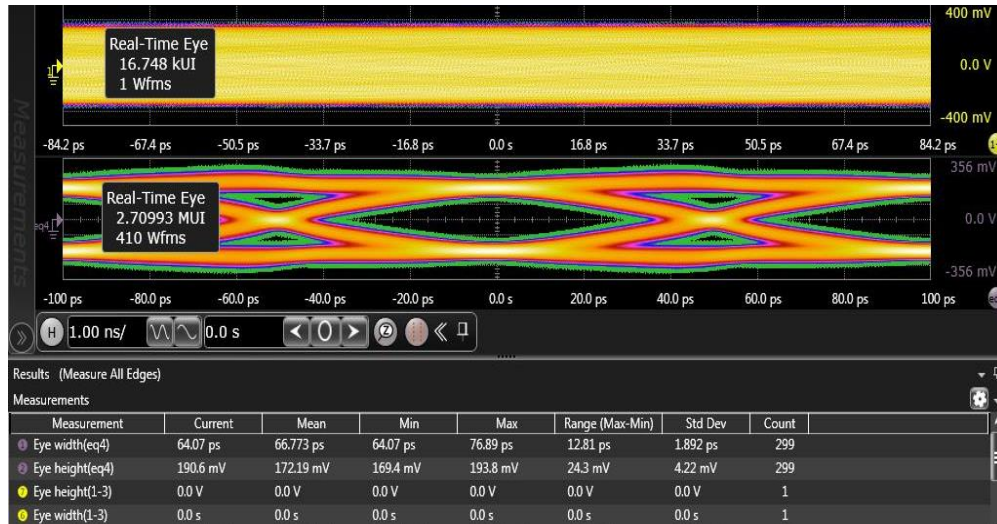 400 mV
Real-Time Eye
16.748 kUI
1 Wfms
0.0 V
-400 mV
-84.2 ps -67.4 ps -50.5 ps -33.7 ps -16.8 ps 0.0 s 16.8 ps 33.7 ps 50.5 ps 67.4 ps 84.2 ps
Measurements
356 mV
Real-Time Eye
2.70993 MUI
410 Wfms
0.0 V
eq4
-356 mV
-100 ps -80.0 ps -60.0 ps -40.0 ps -20.0 ps 0.0 s 20.0 ps 40.0 ps 60.0 ps 80.0 ps 100 ps
H 1.00 ns/ 0.0 s 0 Z
Results (Measure All Edges)
Measurements
Measurement Current Mean Min Max Range (Max-Min) Std Dev Count
Eye width(eq4) 64.07 ps 66.773 ps 64.07 ps 76.89 ps 12.81 ps 1.892 ps 299
Eye height(eq4) 190.6 mV 172.19 mV 169.4 mV 193.8 mV 24.3 mV 4.22 mV 299
Eye height(1-3) 0.0 V 0.0 V 0.0 V 0.0 V 0.0 V 0.0 V 1
Eye width(1-3) 0.0 s 0.0 s 0.0 s 0.0 s 0.0 s 0.0 s 1